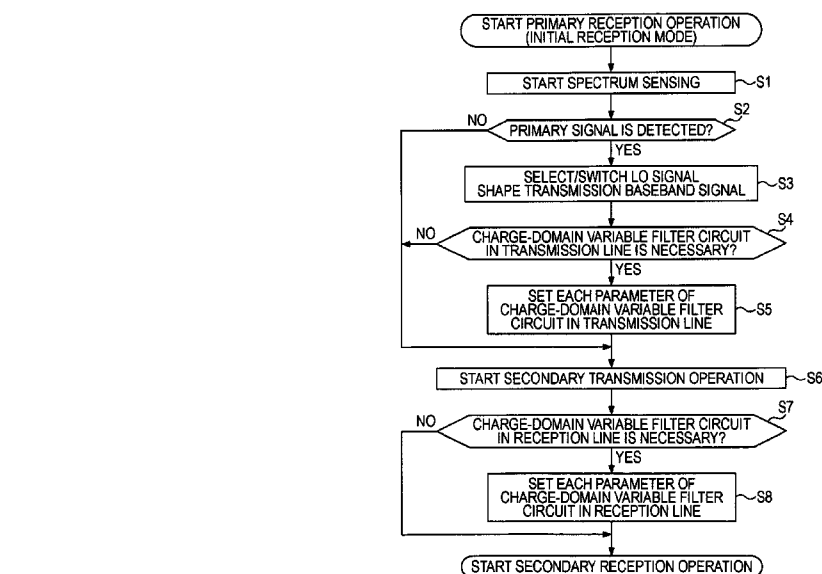 START PRIMARY RECEPTION OPERATION
(INITIAL RECEPTION MODE)
START SPECTRUM SENSING
S1
S2
NO
PRIMARY SIGNAL IS DETECTED?
YES
SELECT/SWITCH LO SIGNAL
SHAPE TRANSMISSION BASEBAND SIGNAL
S3
S4
NO
CHARGE-DOMAIN VARIABLE FILTER CIRCUIT
IN TRANSMISSION LINE IS NECESSARY?
YES
SET EACH PARAMETER OF
CHARGE-DOMAIN VARIABLE FILTER
CIRCUIT IN TRANSMISSION LINE
S5
START SECONDARY TRANSMISSION OPERATION
S6
S7
NO
CHARGE-DOMAIN VARIABLE FILTER CIRCUIT
IN RECEPTION LINE IS NECESSARY?
YES
SET EACH PARAMETER OF
CHARGE-DOMAIN VARIABLE FILTER
CIRCUIT IN RECEPTION LINE
S8
START SECONDARY RECEPTION OPERATION